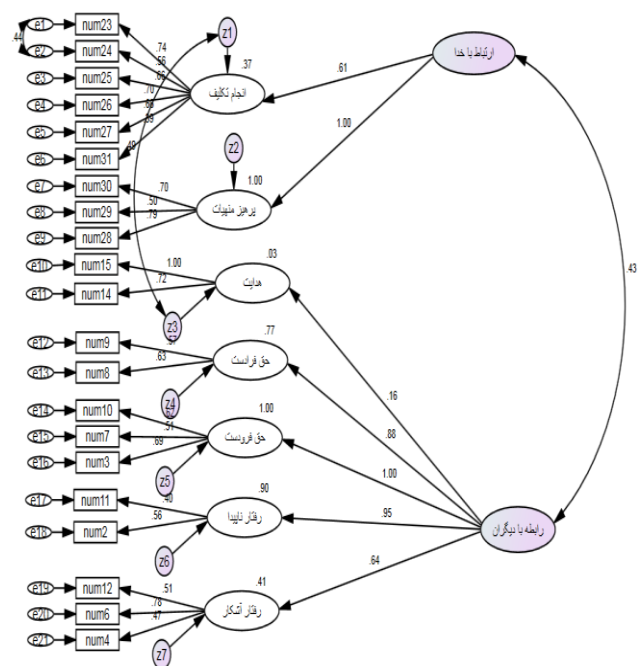 e1 num23
.44
e2 num24
e3 num25
e4 num26
e5 num27
e6 num31
e7 num30
e8 num29
e9 num28
e10 num15
e11 num14
e12 num9
e13 num8
e14 num10
e15 num7
e16 num3
e17 num11
e18 num2
e19 num12
e20 num6
e21 num4
.74
.56
.70
z1
.37
انجام تکلیف
.61
ارتباط با خدا
z2
1.00
1.00
پرهیز منهیات
.70
.50
.79
.43
1.00
.72
.03
هدایت
z3
.16
.77
حق فرادست
.63
z4
.88
1.00
حق فرودست
.51
.69
z5
1.00
.90
رفتار ناپیدا
.40
.56
z6
.95
رابطه با دیگران
.64
.41
رفتار آشکار
.51
.78
.47
z7